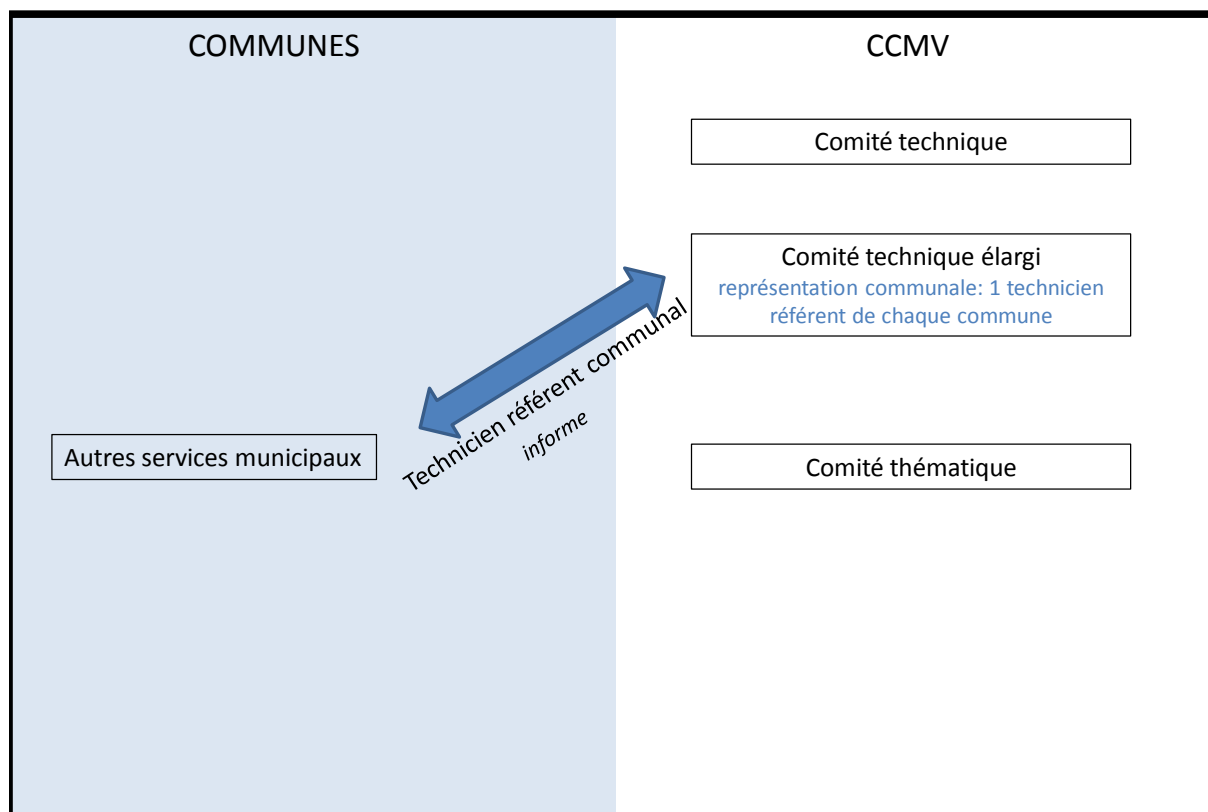 COMMUNES
CCMV
Comité technique
Comité technique élargi
représentation communale: 1 technicien
référent de chaque commune
Technicien référent communal
informe
Autres services municipaux
Comité thématique